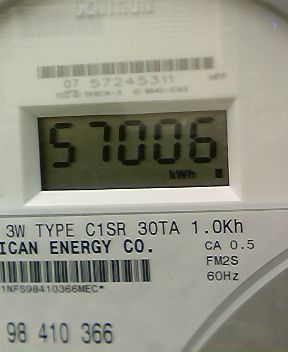 07 57245311
57006
kWh
3W TYPE C1SR 30TA 1.0Kh
ICAN ENERGY CO.
CA 0.5
FM2S
60Hz
1NFS98410366MEC*
98 410 366